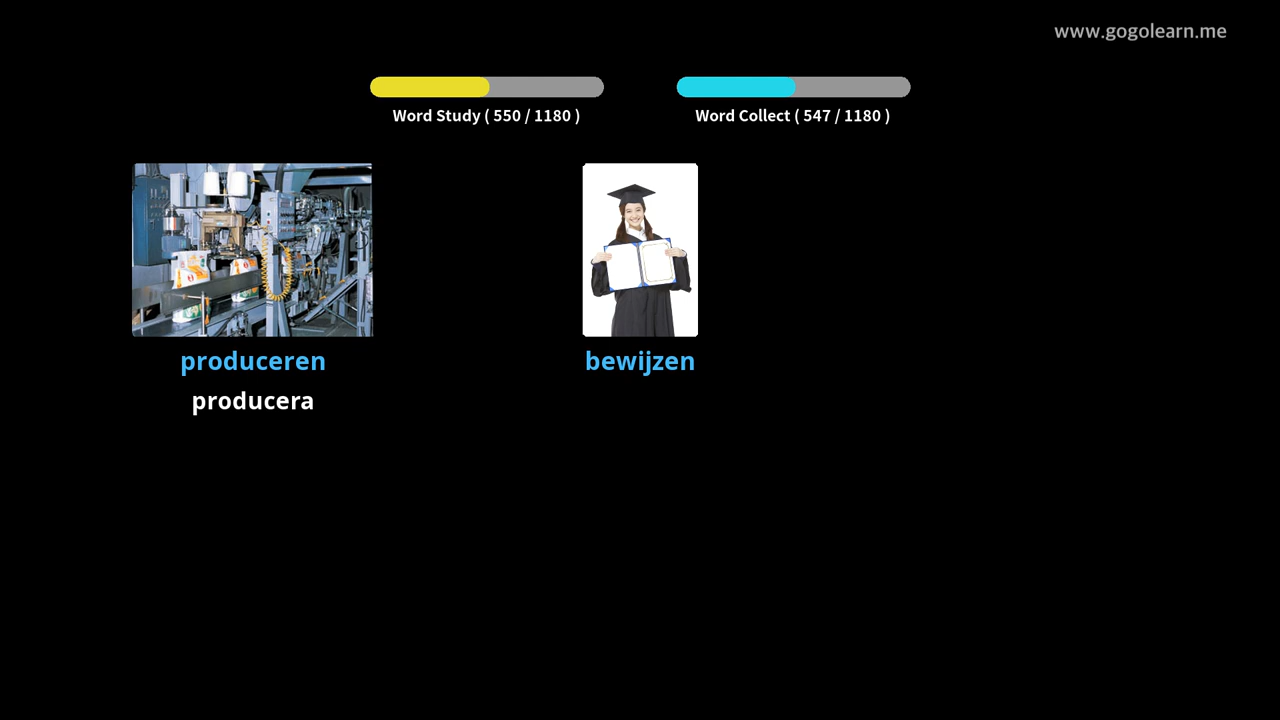 www.gogolearn.me
Word Study ( 550 / 1180 )
Word Collect ( 547 / 1180 )
produceren
bewijzen
producera